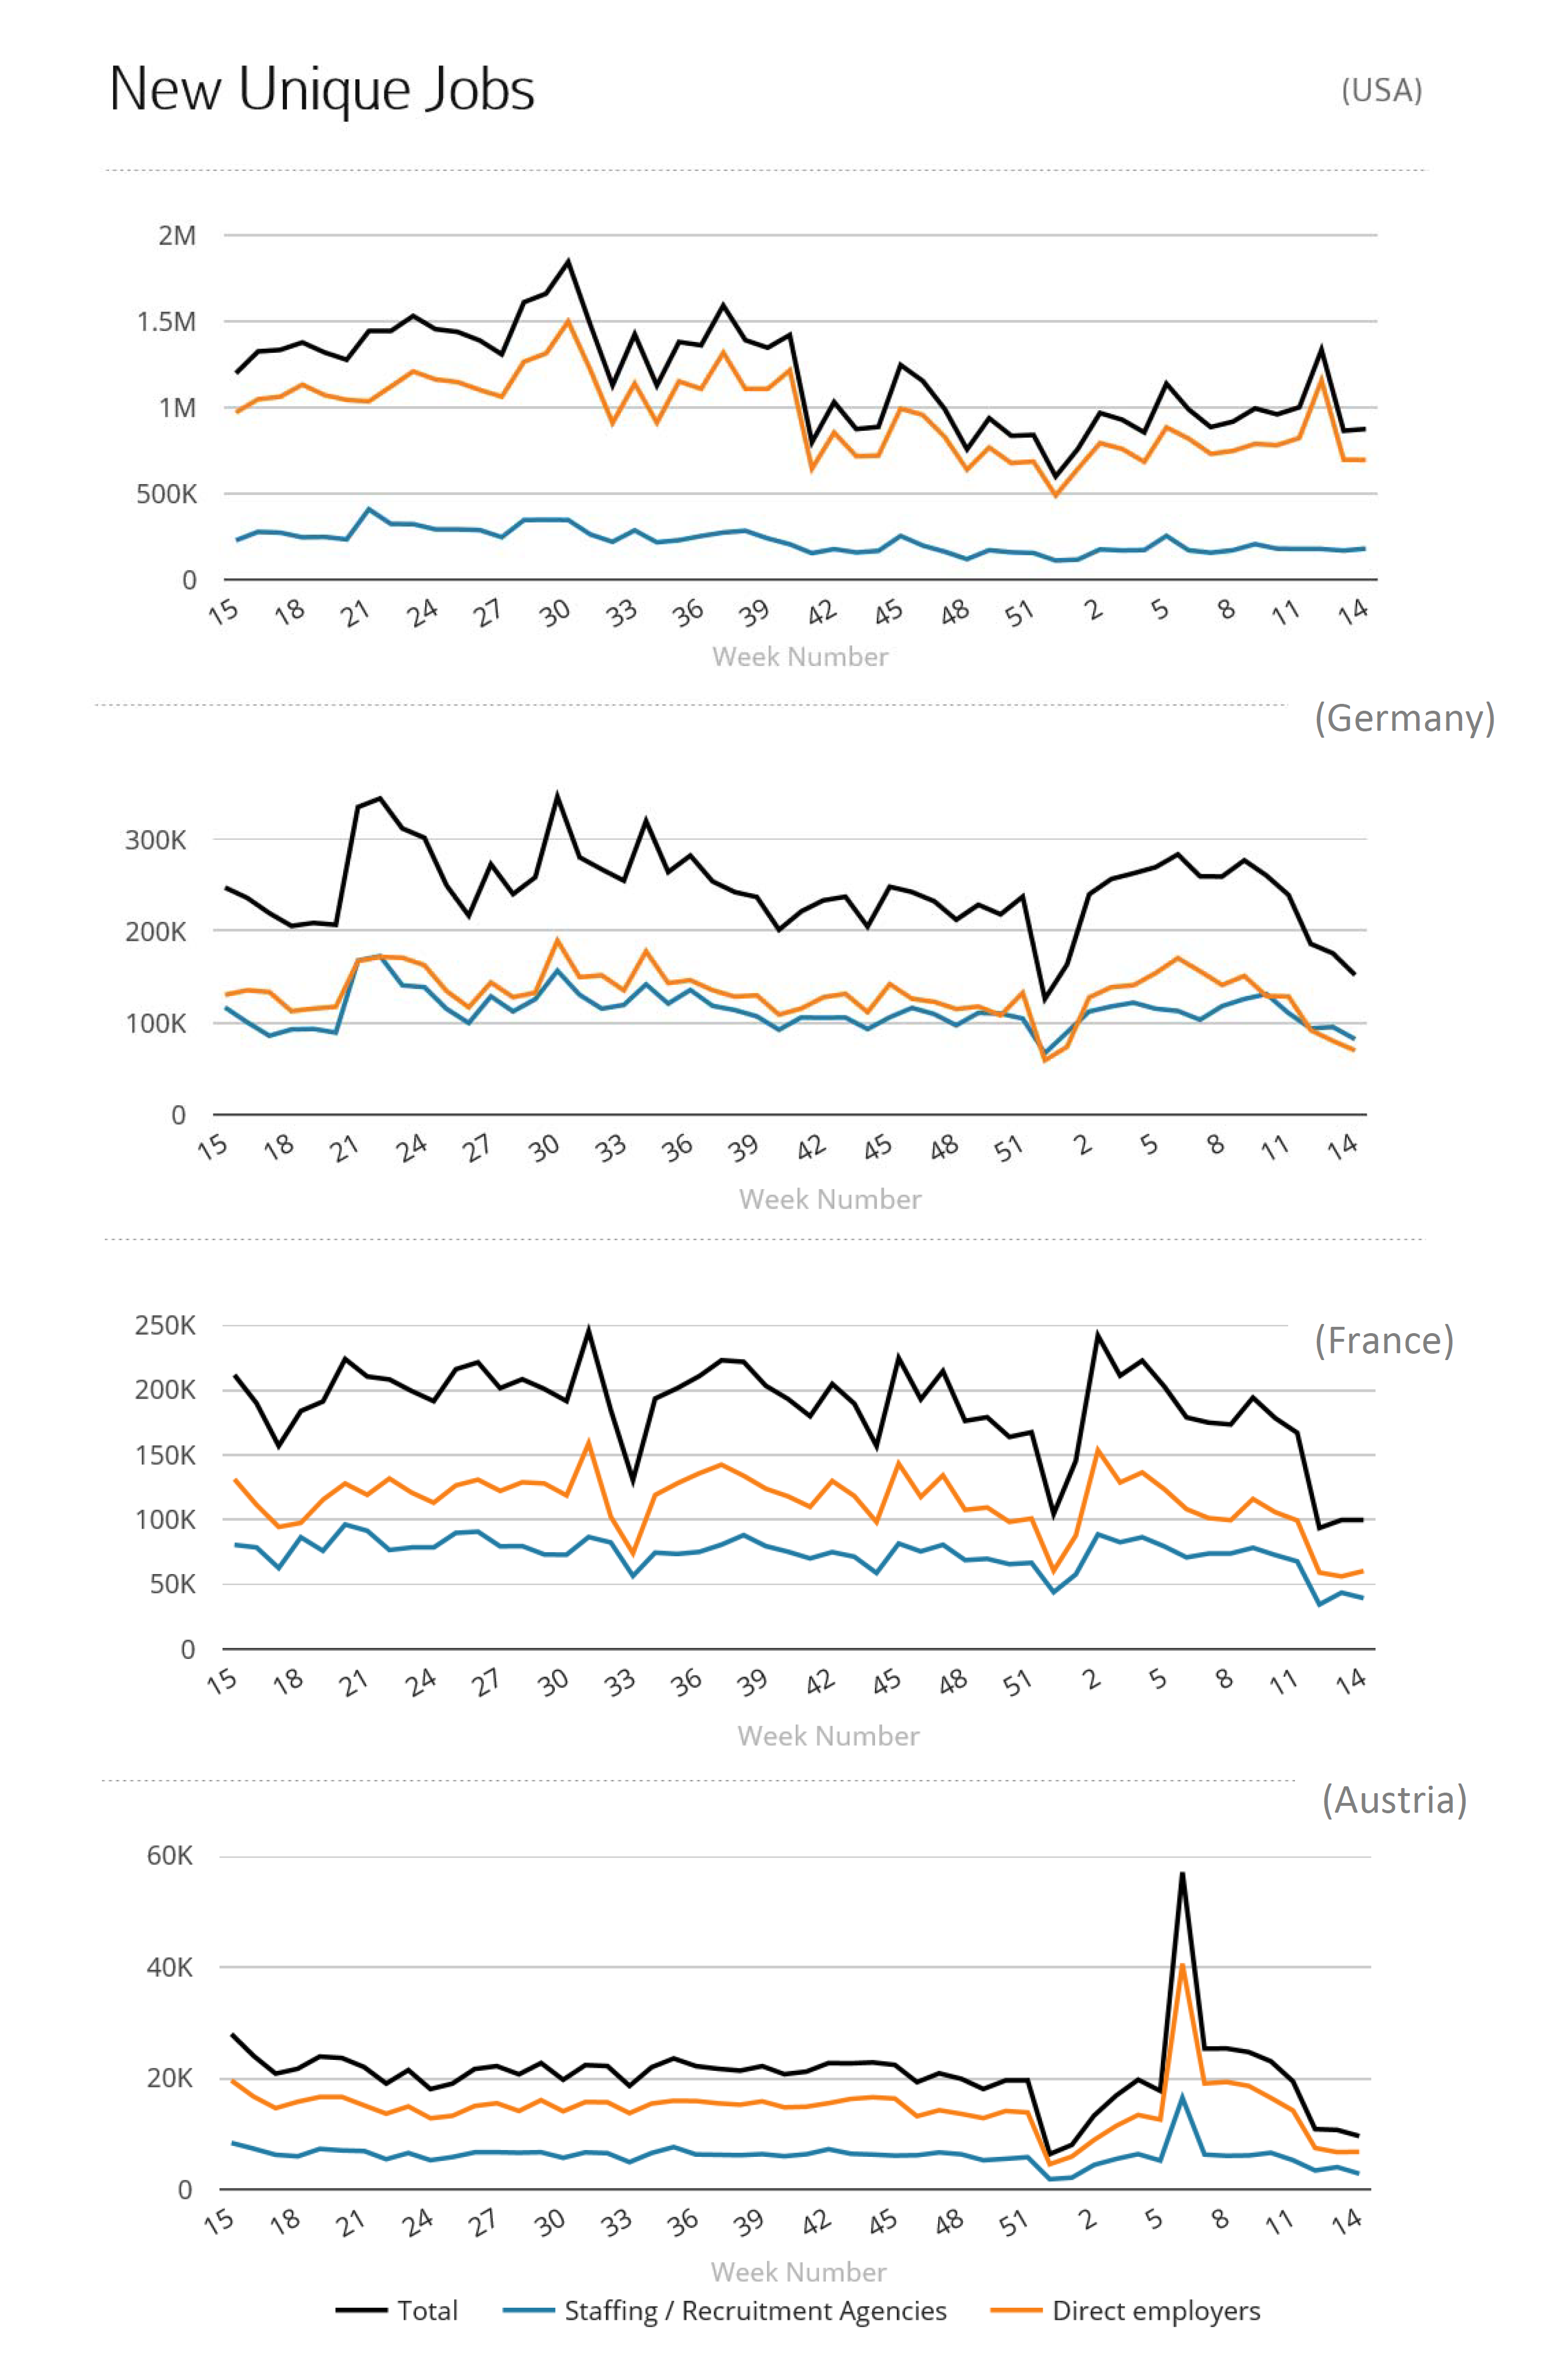 New Unique Jobs
(USA)
2M
1.5M
1M
500K
0
15 18 21 24 27 30 33 36 39 42 45 48 51 2 5 8 11 14
Week Number
(Germany)
300K
200K
100K
0
15 18 21 24 27 30 33 36 39 42 45 48 51 2 5 8 11 14
Week Number
250K
(France)
200K
150K
100K
50K
0
15 18 21 24 27 30 33 36 39 42 45 48 51 2 5 8 11 14
Week Number
(Austria)
60K
40K
20K
0
15 18 21 24 27 30 33 36 39 42 45 48 51 2 5 8 11 14
Week Number
Total Staffing / Recruitment Agencies Direct employers